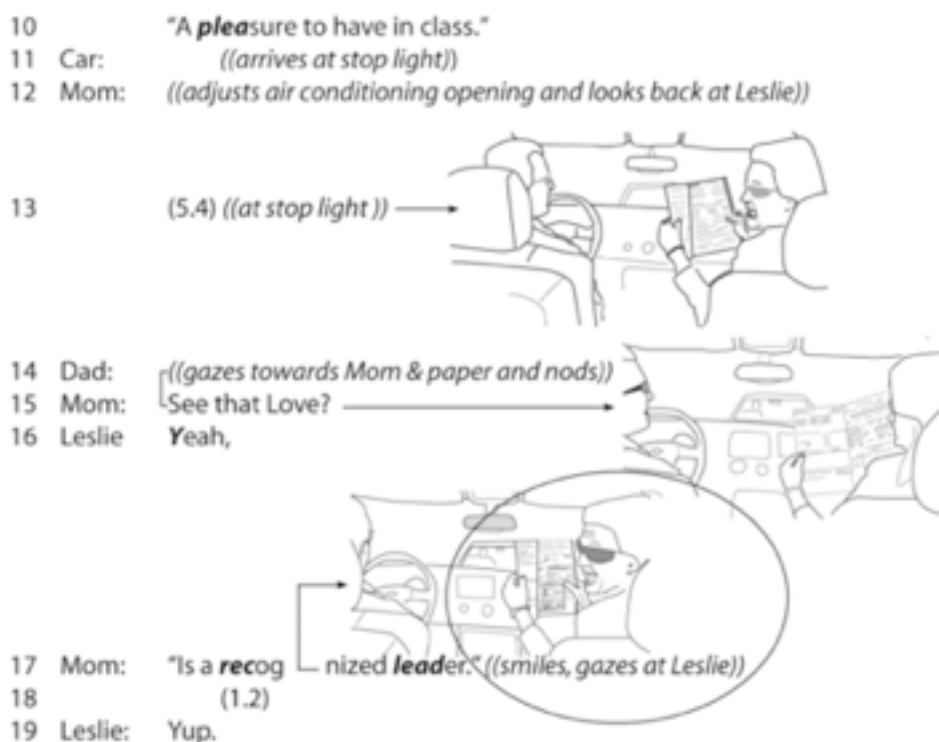 10 "A pleasure to have in class."
11 Car: ((arrives at stop light))
12 Mom: ((adjusts air conditioning opening and looks back at Leslie))
13 (5.4) ((at stop light ))
14 Dad: ((gazes towards Mom & paper and nods))
15 Mom: See that Love?
16 Leslie Yeah,
17 Mom: "Is a recog nized leader." ((smiles, gazes at Leslie))
18 (1.2)
19 Leslie: Yup.